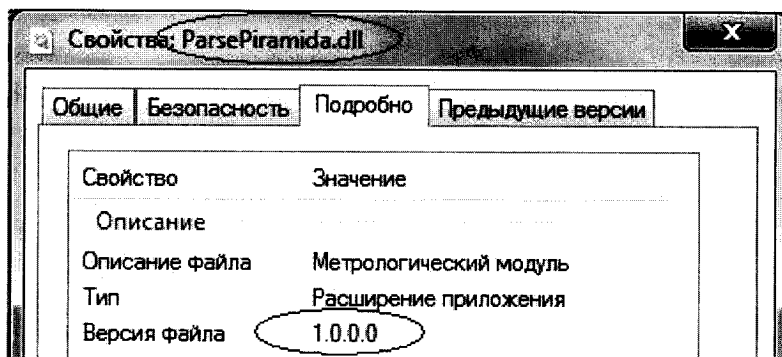 Свойства: ParsePiramida.dll
Общие Безопасность Подробно Предыдущие версии
Свойство Значение
Описание
Описание файла Метрологический модуль
Тип Расширение приложения
Версия файла 1.0.0.0